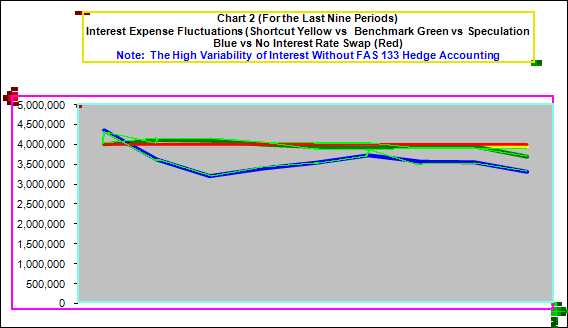 Chart 2 (For the Last Nine Periods)
Interest Expense Fluctuations (Shortcut Yellow vs Benchmark Green vs Speculation
Blue vs No Interest Rate Swap (Red)
Note: The High Variability of Interest Without FAS 133 Hedge Accounting
5,000,000
4,500,000
4,000,000
3,500,000
3,000,000
2,500,000
2,000,000
1,500,000
1,000,000
500,000
0